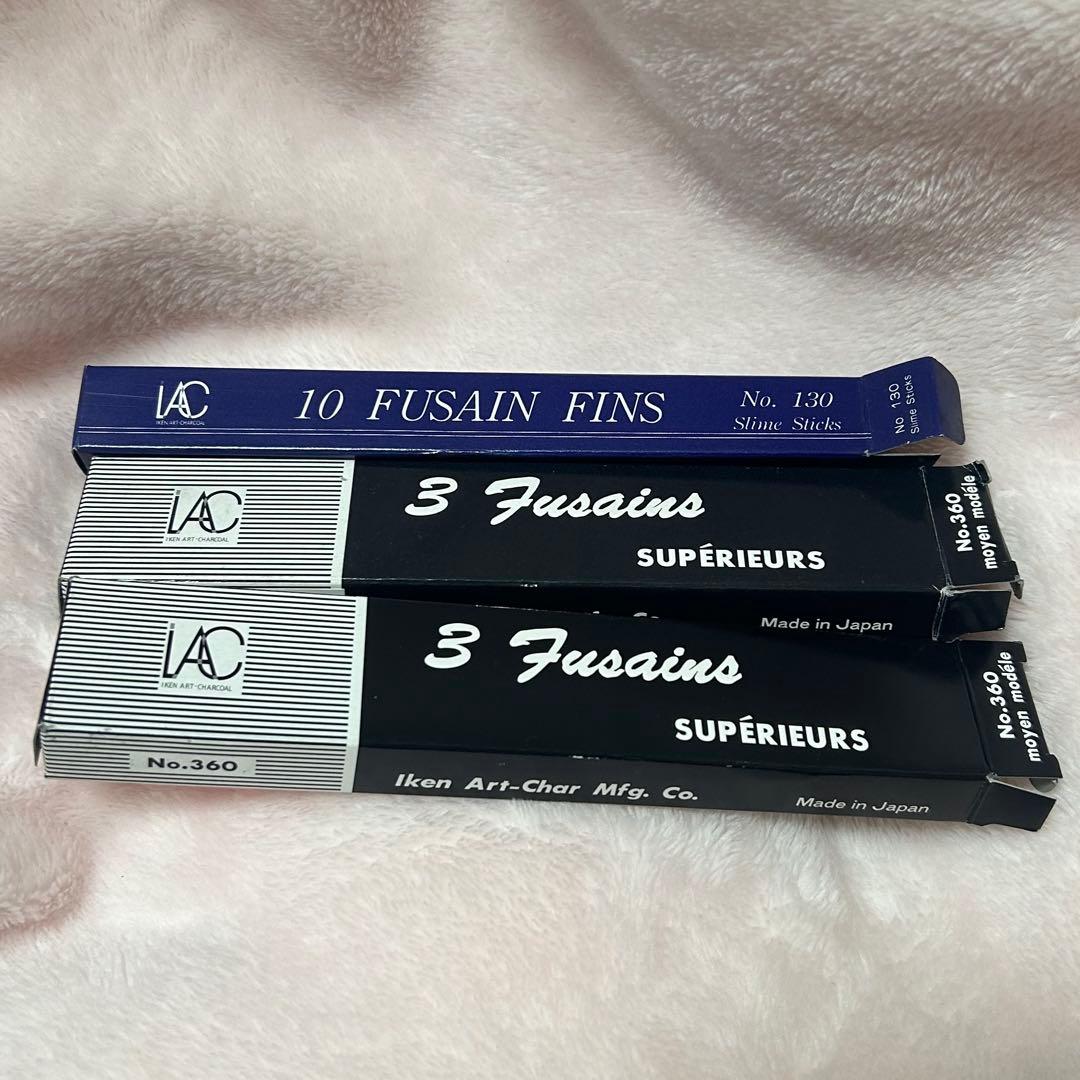 IAC
IKEN ART-CHARCOAL
10 FUSAIN FINS
No. 130
Slime Sticks
No 130
Slime Sticks
IAC
IKEN ART-CHARCOAL
3 Fusains
SUPÉRIEURS
Made in Japan
No.360
moyen modéle
IAC
IKEN ART-CHARCOAL
3 Fusains
SUPÉRIEURS
No.360
Iken Art-Char Mfg. Co.
Made in Japan
No.360
moyen modéle